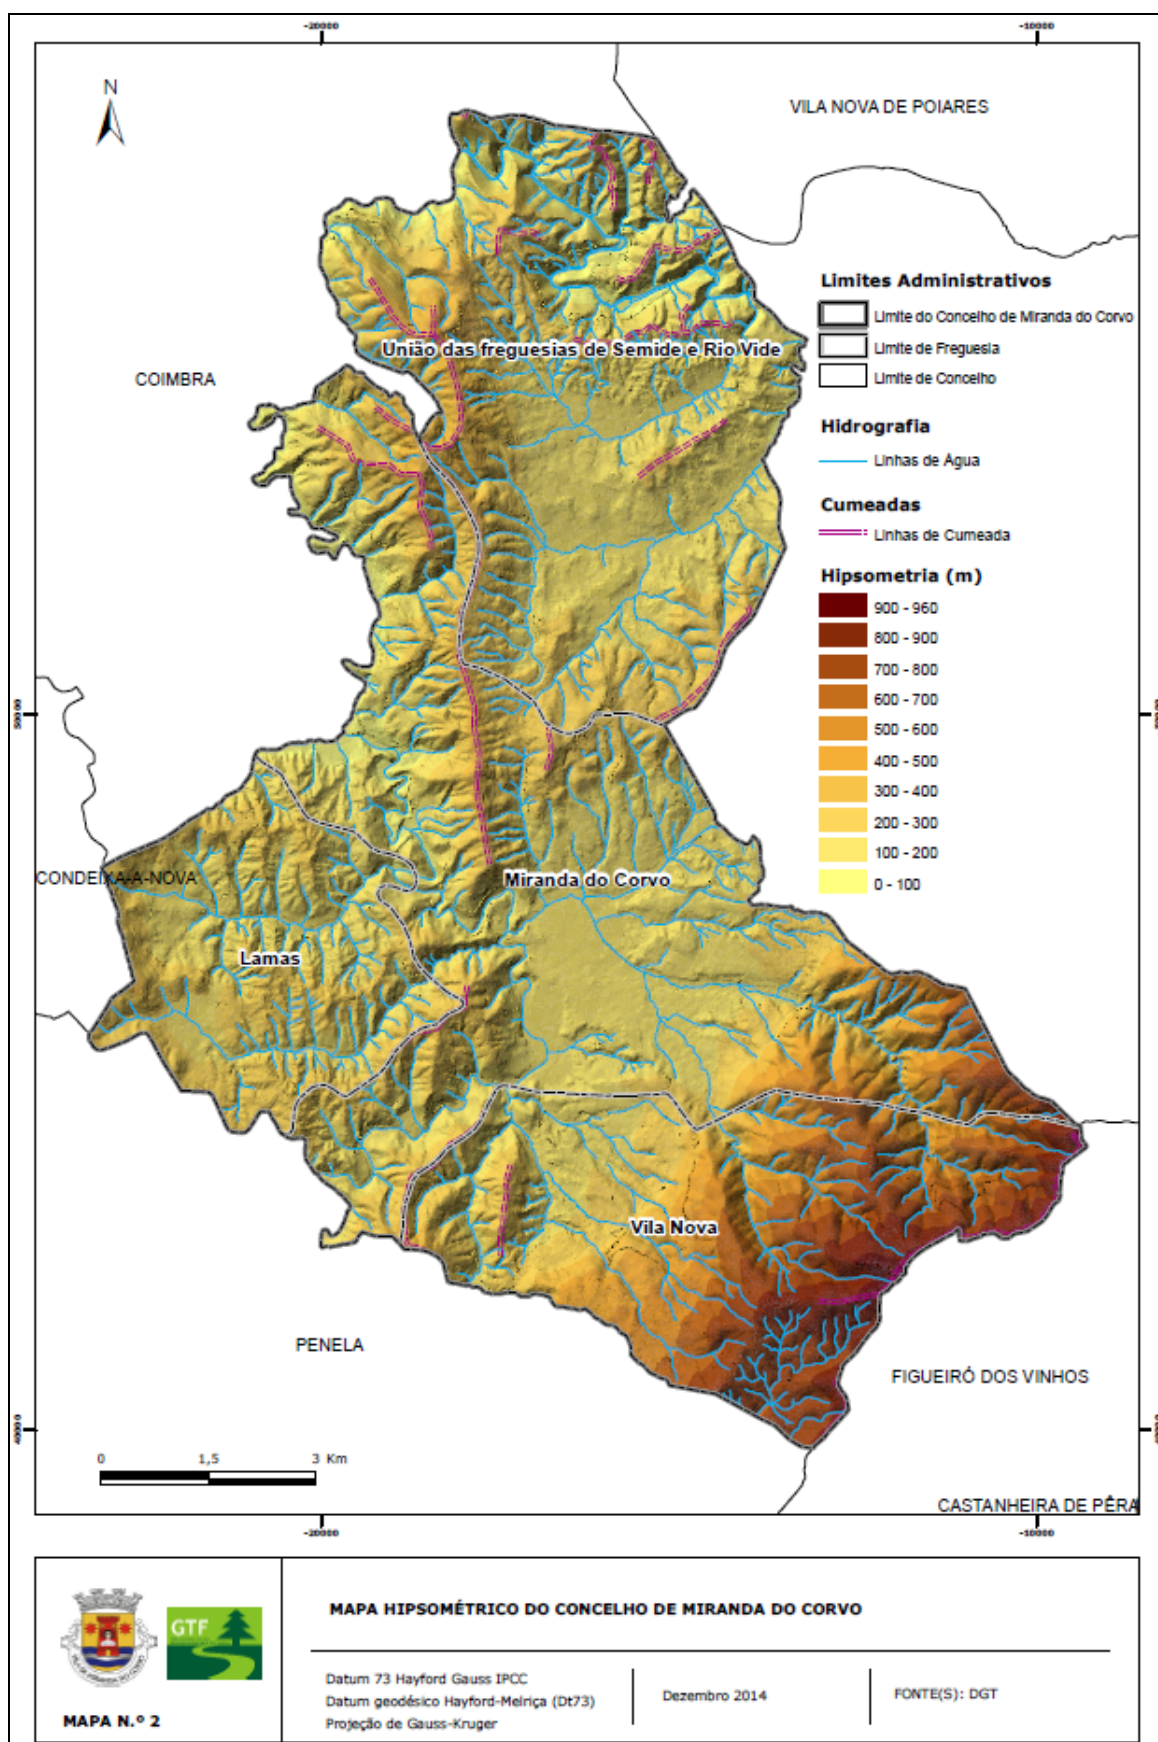 -20000
-10000
N
VILA NOVA DE POIARES
COIMBRA
União das freguesias de Semide e Rio Vide
Limites Administrativos
Limite do Concelho de Miranda do Corvo
Limite de Freguesia
Limite de Concelho
Hidrografia
Linhas de Água
Cumeadas
Linhas de Cumeada
Hipsometria (m)
900 - 960
800 - 900
700 - 800
600 - 700
500 - 600
400 - 500
300 - 400
200 - 300
100 - 200
0 - 100
50000
50000
CONDEIXA-A-NOVA
Miranda do Corvo
Lamas
Vila Nova
PENELA
FIGUEIRÓ DOS VINHOS
40000
40000
0 1,5 3 Km
CASTANHEIRA DE PÊRA
-20000
-10000
GTF
MAPA N.º 2
MAPA HIPSOMÉTRICO DO CONCELHO DE MIRANDA DO CORVO
Datum 73 Hayford Gauss IPCC
Datum geodésico Hayford-Melriça (Dt73)
Projeção de Gauss-Kruger
Dezembro 2014
FONTE(S): DGT